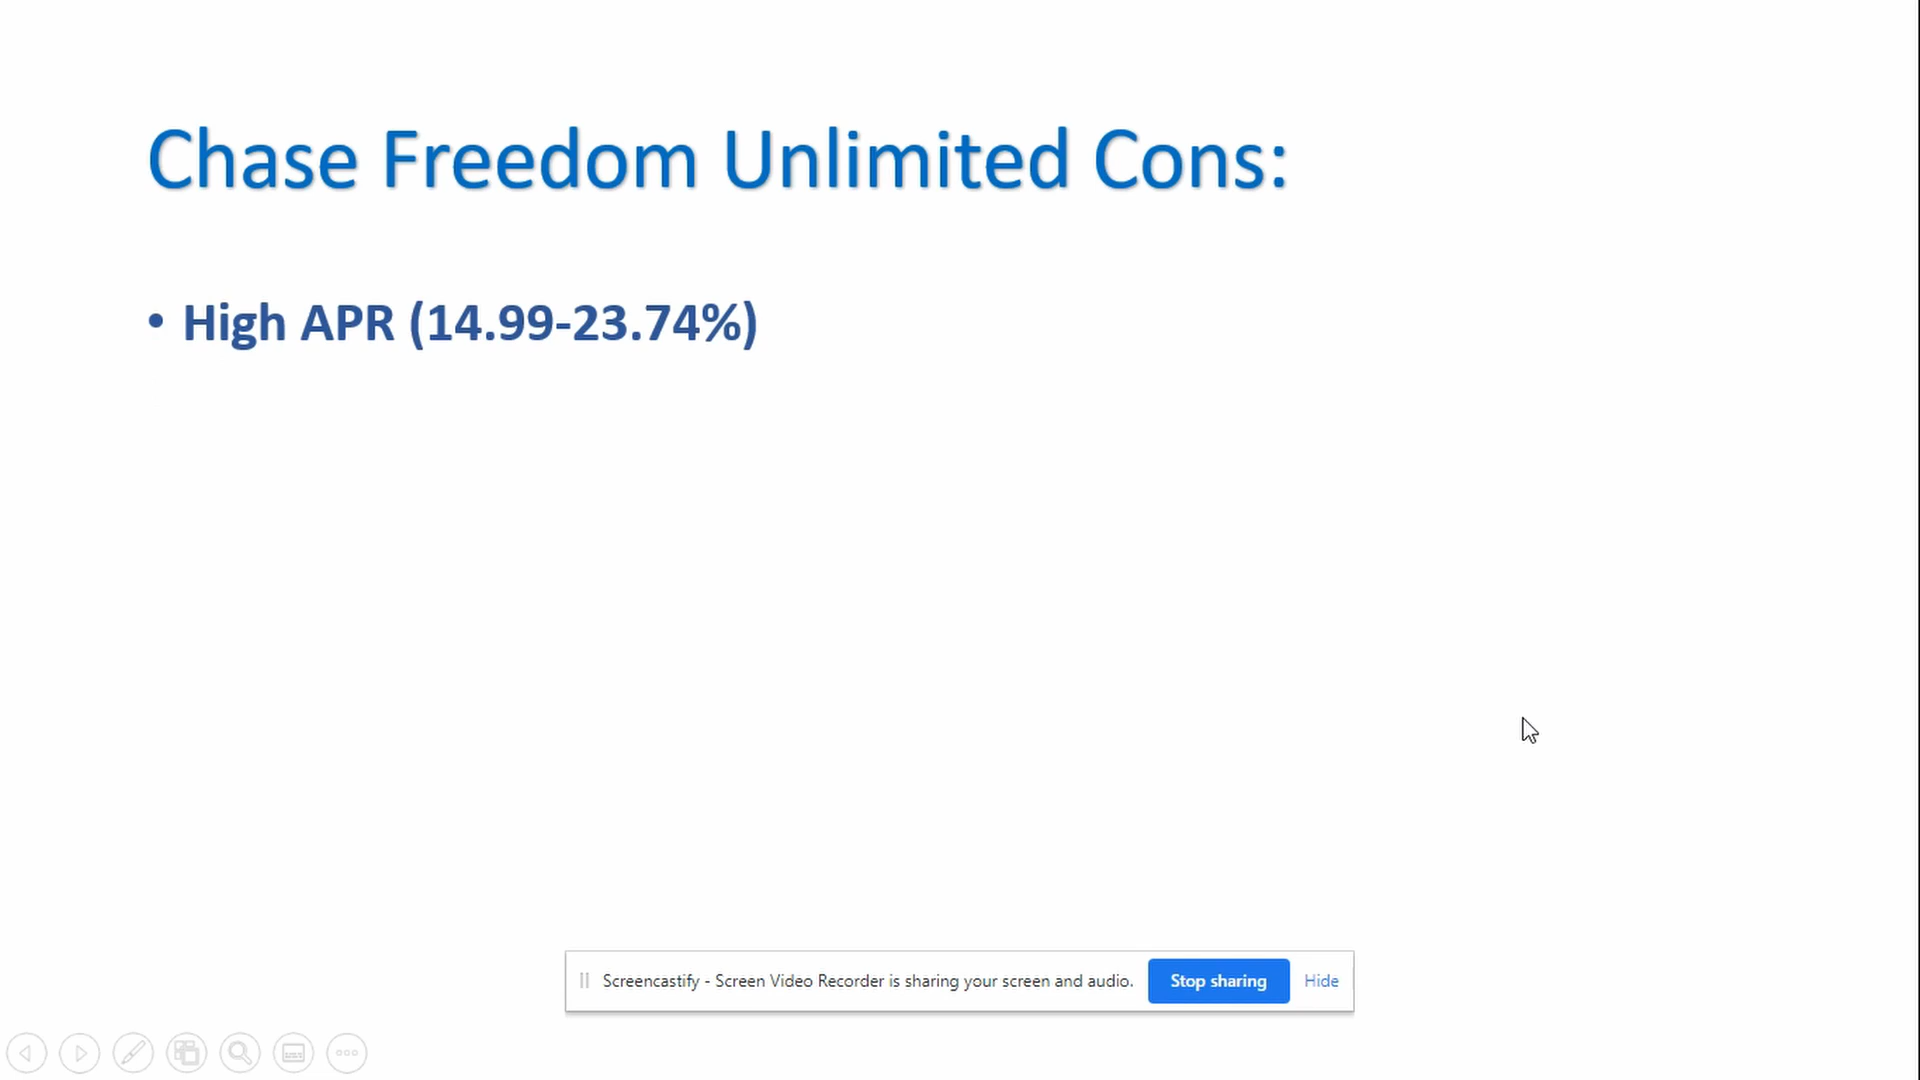 Chase Freedom Unlimited Cons:
• High APR (14.99-23.74%)
Screencastify - Screen Video Recorder is sharing your screen and audio. Stop sharing Hide